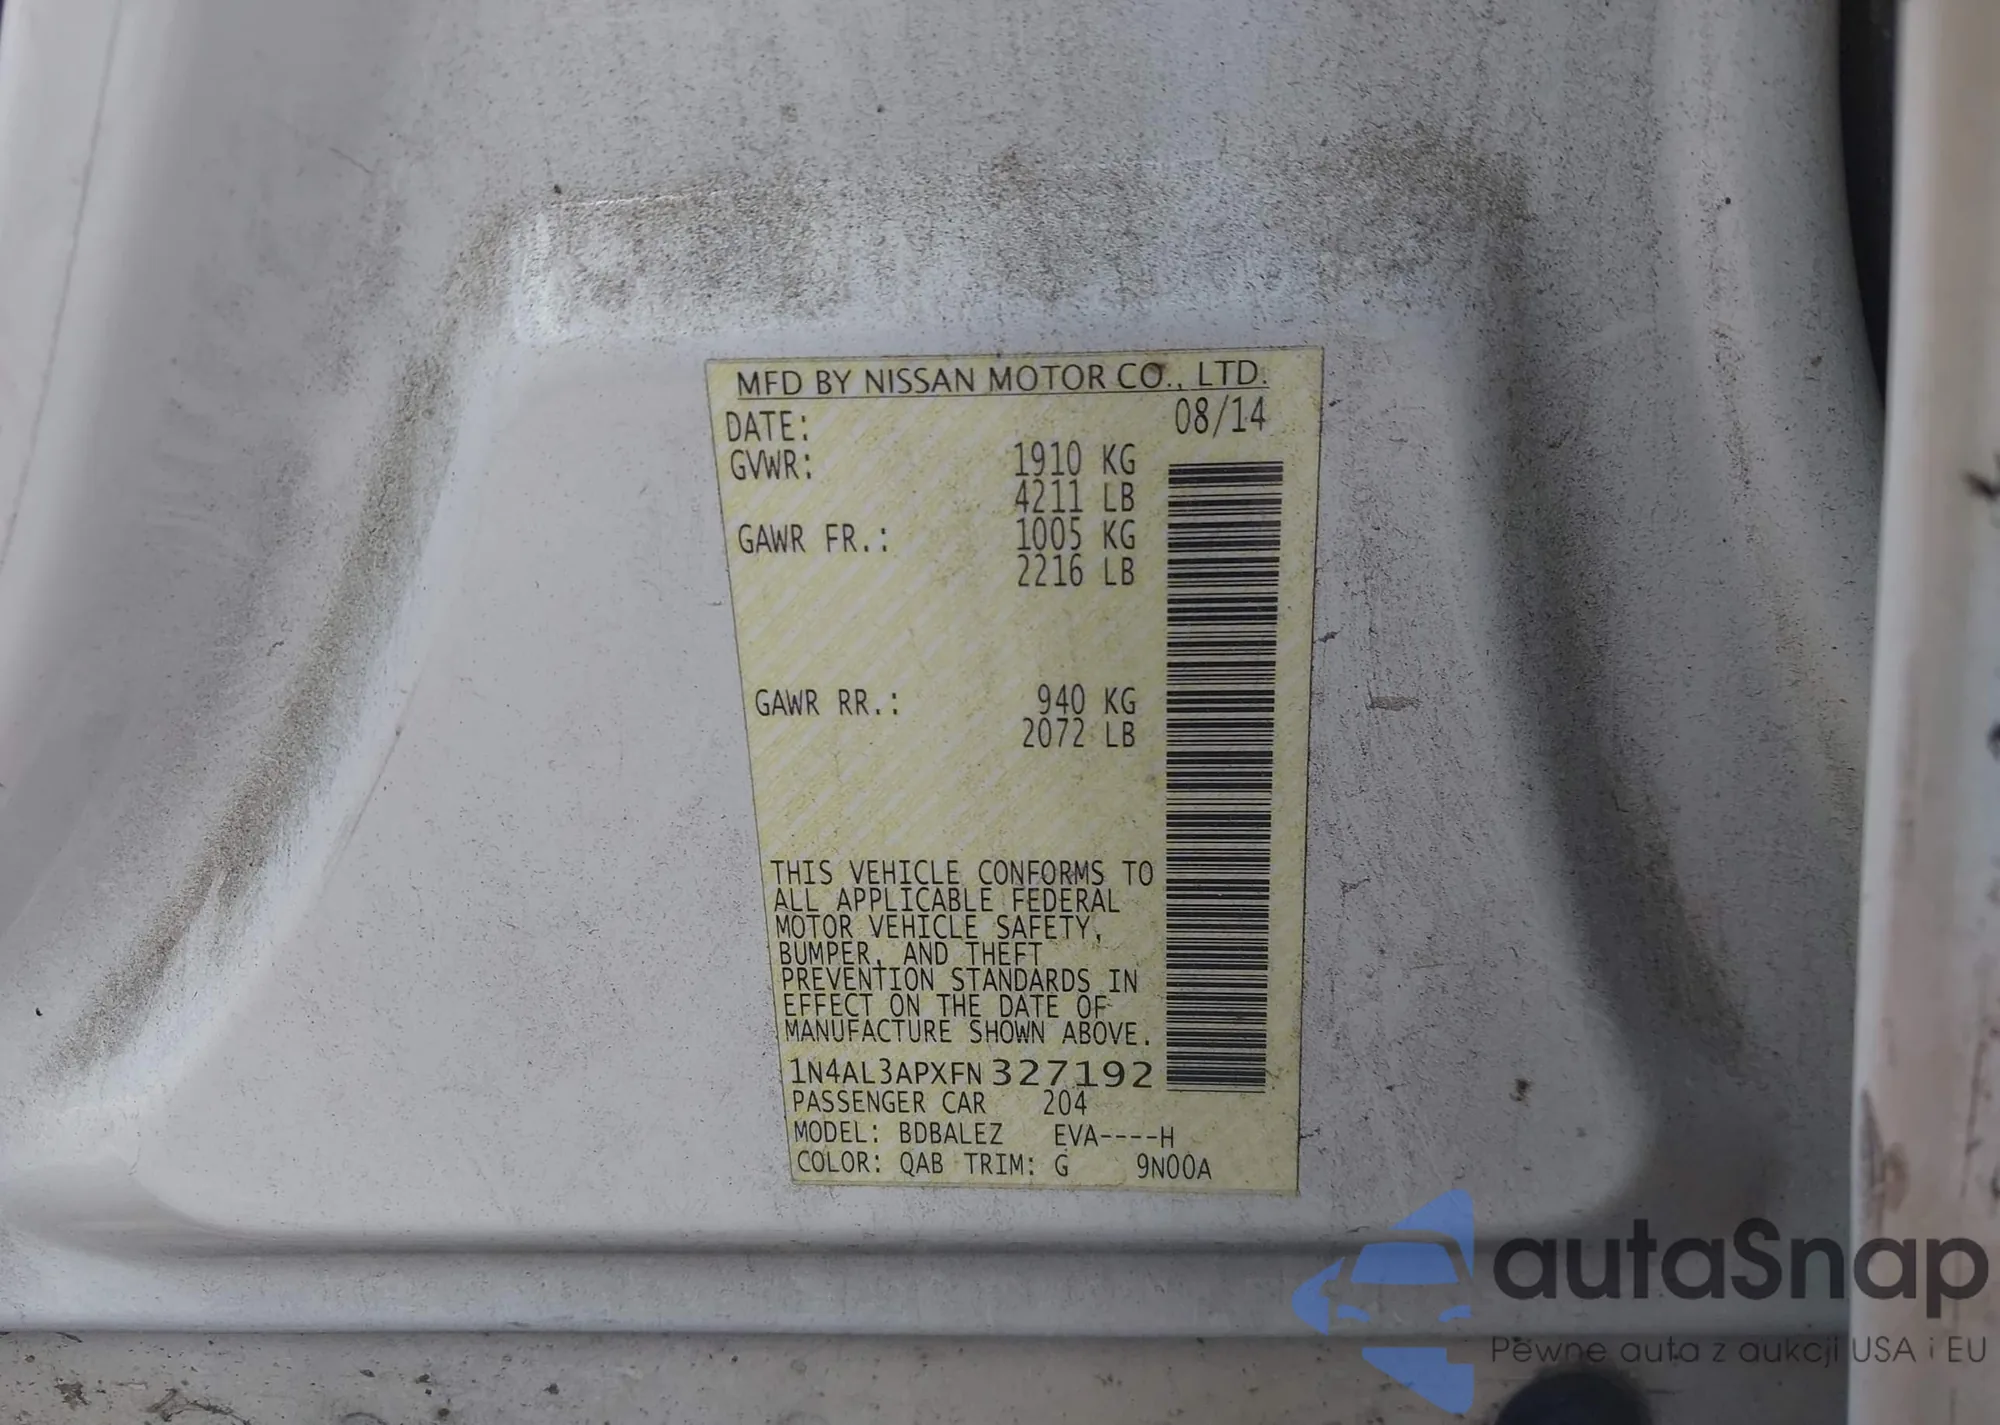 MFD BY NISSAN MOTOR CO., LTD.
DATE: 08/14
GVWR: 1910 KG
4211 LB
GAWR FR.: 1005 KG
2216 LB
GAWR RR.: 940 KG
2072 LB
THIS VEHICLE CONFORMS TO
ALL APPLICABLE FEDERAL
MOTOR VEHICLE SAFETY,
BUMPER, AND THEFT
PREVENTION STANDARDS IN
EFFECT ON THE DATE OF
MANUFACTURE SHOWN ABOVE.
1N4AL3APXFN327192
PASSENGER CAR 204
MODEL: BDBALEZ EVA----H
COLOR: QAB TRIM: G 9N00A
autaSnap
Pewne auta z aukcji USA i EU